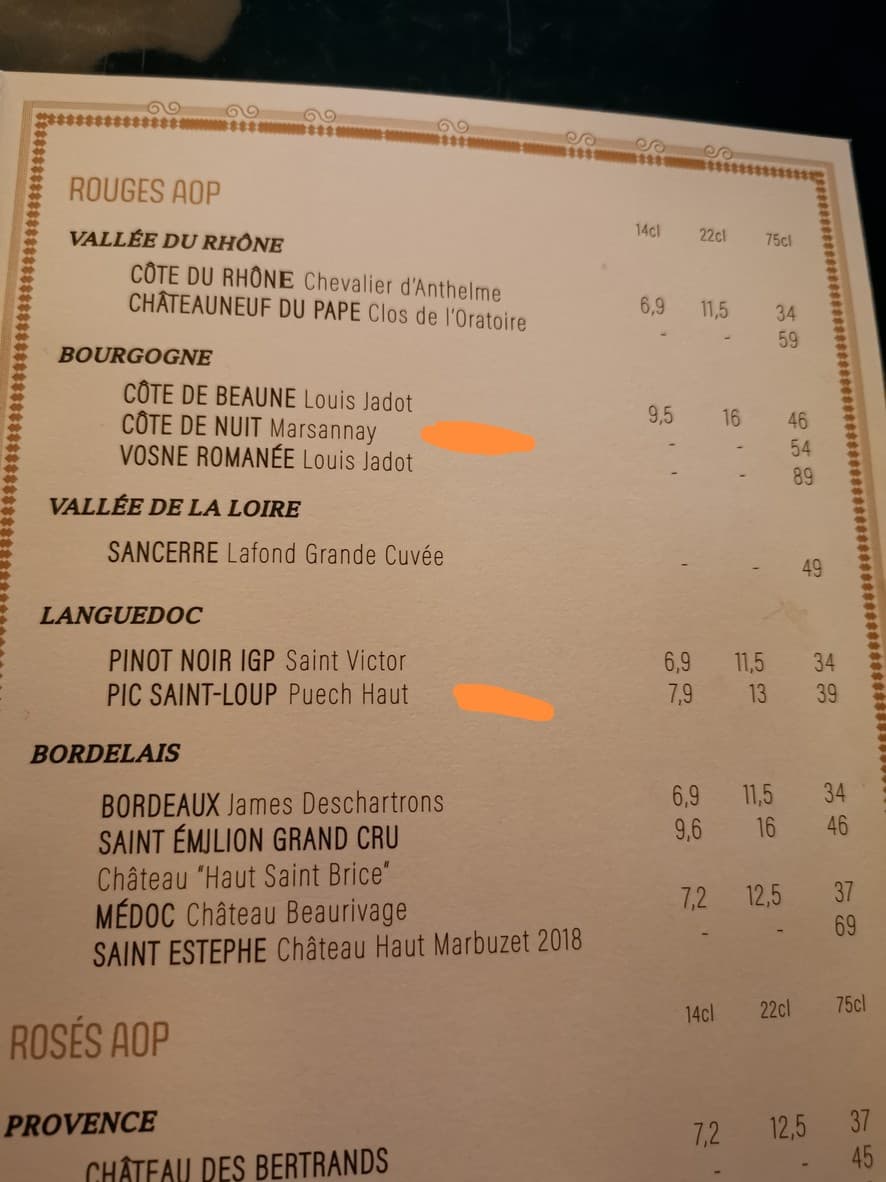 ROUGES AOP
VALLÉE DU RHÔNE 14cl 22cl 75cl
CÔTE DU RHÔNE Chevalier d'Anthelme 6,9 11,5 34
CHÂTEAUNEUF DU PAPE Clos de l'Oratoire - - 59
BOURGOGNE
CÔTE DE BEAUNE Louis Jadot 9,5 16 46
CÔTE DE NUIT Marsannay - - 54
VOSNE ROMANÉE Louis Jadot - - 89
VALLÉE DE LA LOIRE
SANCERRE Lafond Grande Cuvée - - 49
LANGUEDOC
PINOT NOIR IGP Saint Victor 6,9 11,5 34
PIC SAINT-LOUP Puech Haut 7,9 13 39
BORDELAIS
BORDEAUX James Deschartrons 6,9 11,5 34
SAINT ÉMJLION GRAND CRU 9,6 16 46
Château "Haut Saint Brice"
MÉDOC Château Beaurivage 7,2 12,5 37
SAINT ESTEPHE Château Haut Marbuzet 2018 - - 69
ROSÉS AOP 14cl 22cl 75cl
PROVENCE
CHÂTEAU DES BERTRANDS 7,2 12,5 37
- - 45